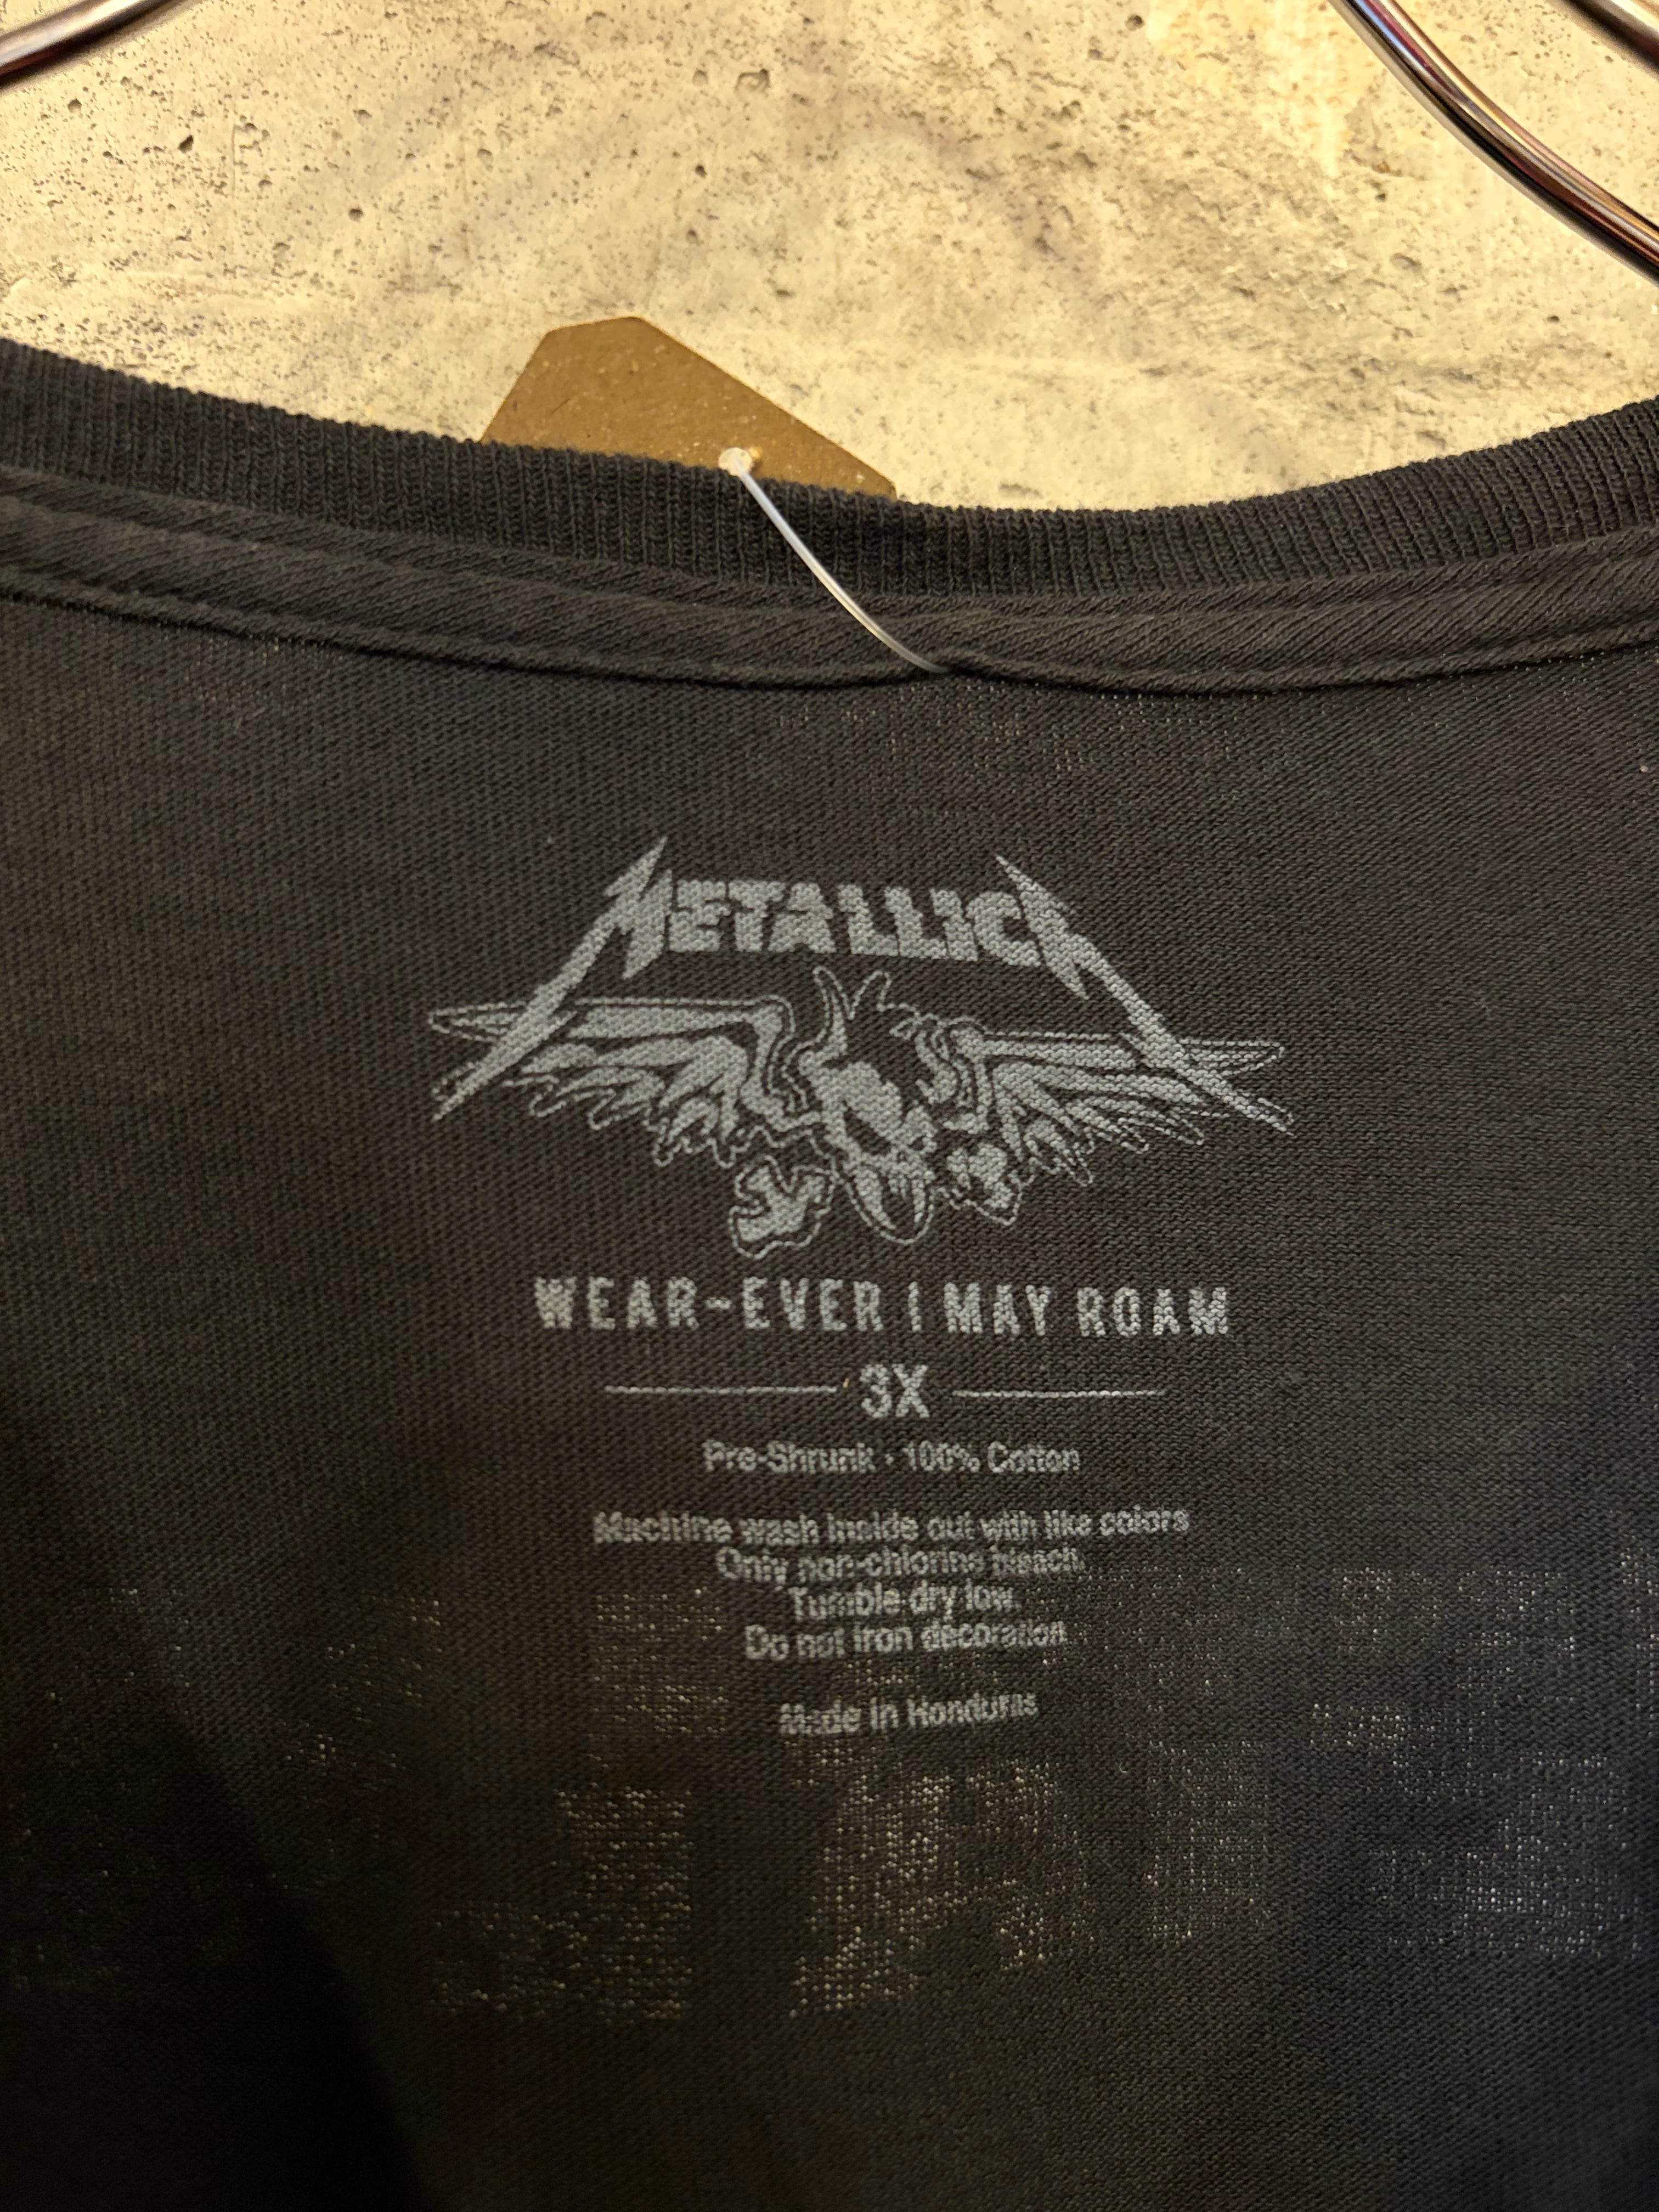 METALLICA
WEAR-EVER I MAY ROAM
3X
Pre-Shrunk • 100% Cotton
Machine wash inside out with like colors
Only non-chlorine bleach.
Tumble dry low.
Do not iron decoration
Made in Honduras